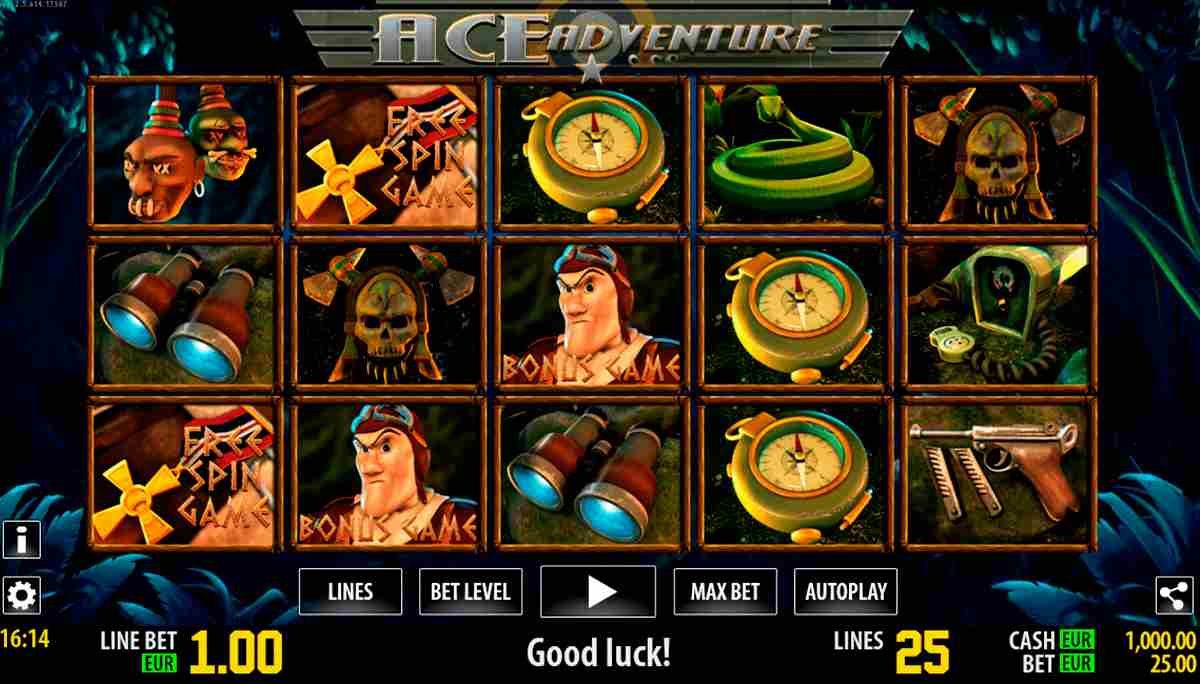 ACE ADVENTURE
FREE
SPIN
GAME
BONUS GAME
FREE
SPIN
GAME
BONUS GAME
LINES
BET LEVEL
MAX BET
AUTOPLAY
16:14
LINE BET
EUR
1.00
Good luck!
LINES
25
CASH EUR 1,000.00
BET EUR 25.00